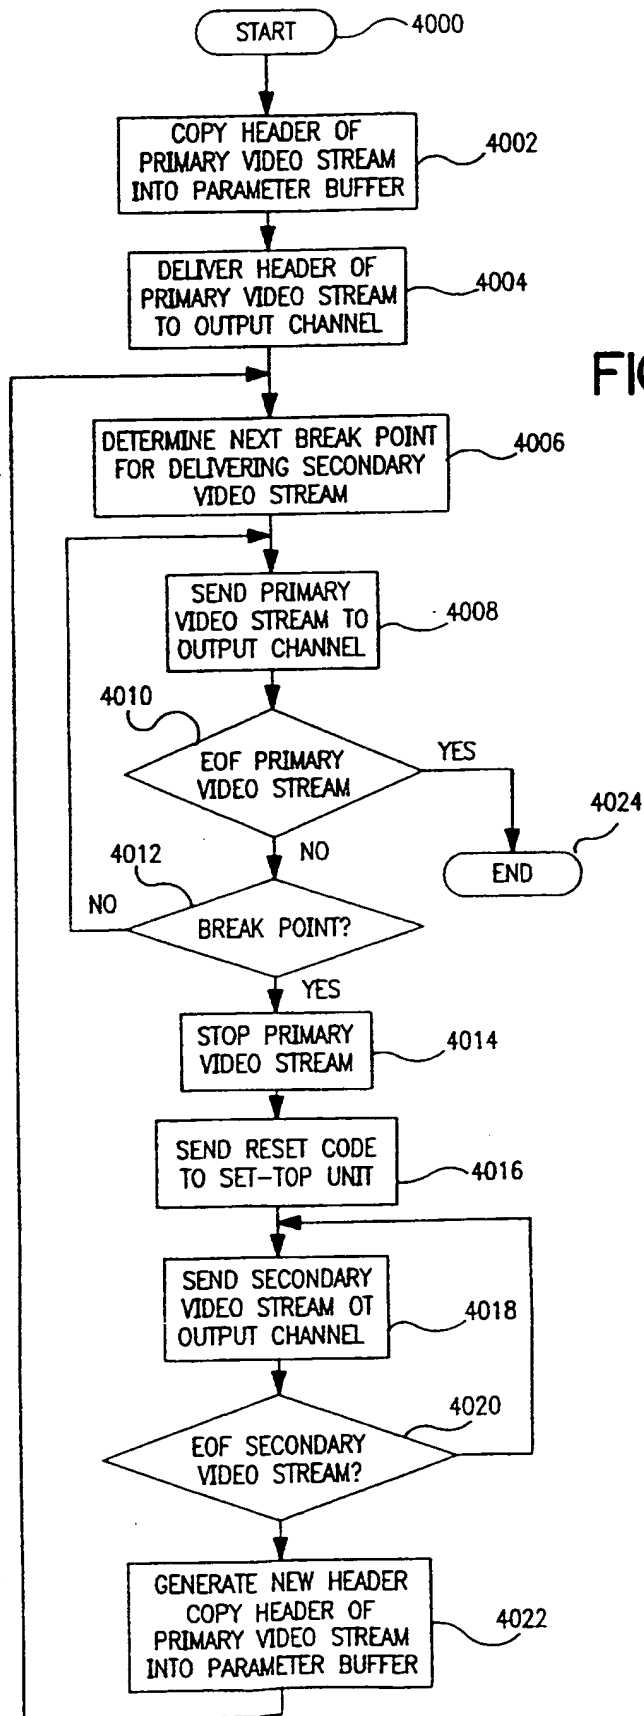 START
4000
COPY HEADER OF
PRIMARY VIDEO STREAM
INTO PARAMETER BUFFER
4002
DELIVER HEADER OF
PRIMARY VIDEO STREAM
TO OUTPUT CHANNEL
4004
FIG
DETERMINE NEXT BREAK POINT
FOR DELIVERING SECONDARY
VIDEO STREAM
4006
SEND PRIMARY
VIDEO STREAM TO
OUTPUT CHANNEL
4008
4010
EOF PRIMARY
VIDEO STREAM
YES
4024
END
NO
4012
NO
BREAK POINT?
YES
STOP PRIMARY
VIDEO STREAM
4014
SEND RESET CODE
TO SET-TOP UNIT
4016
SEND SECONDARY
VIDEO STREAM OT
OUTPUT CHANNEL
4018
4020
EOF SECONDARY
VIDEO STREAM?
GENERATE NEW HEADER
COPY HEADER OF
PRIMARY VIDEO STREAM
INTO PARAMETER BUFFER
4022